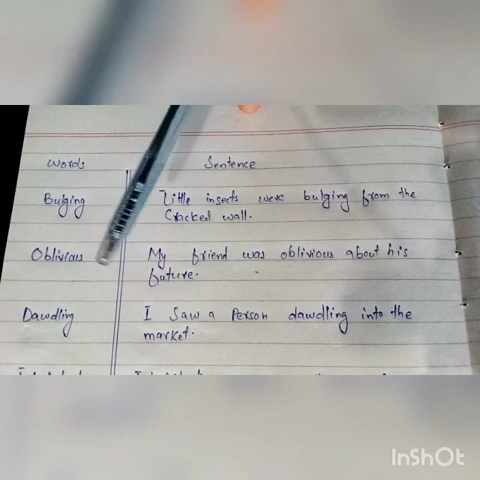 Words Sentence
Bulging Little insects were bulging from the
Cracked wall.
Oblivious My friend was oblivious about his
future.
Dawdling I Saw a Person dawdling into the
market.
InShOt